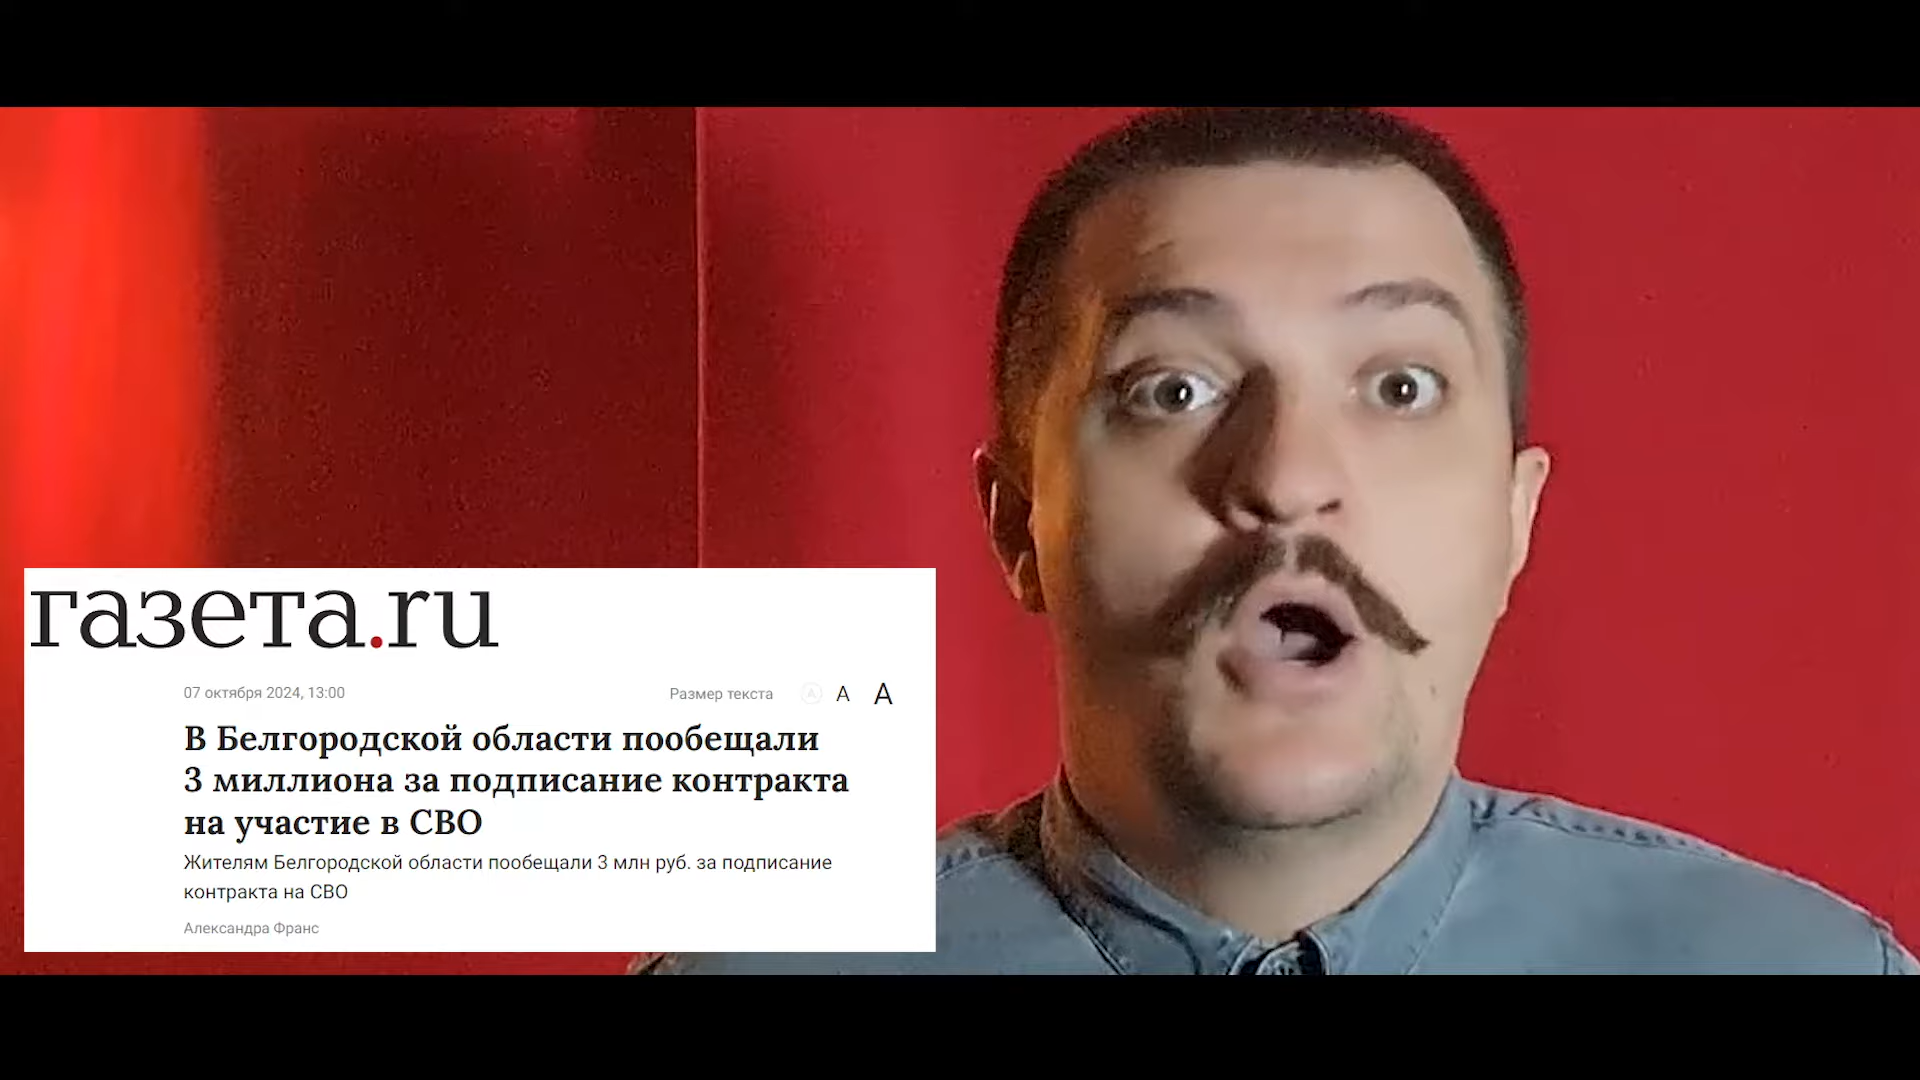 газета.ru
07 октября 2024, 13:00 Размер текста A A A
В Белгородской области пообещали
3 миллиона за подписание контракта
на участие в СВО
Жителям Белгородской области пообещали 3 млн руб. за подписание
контракта на СВО
Александра Франс